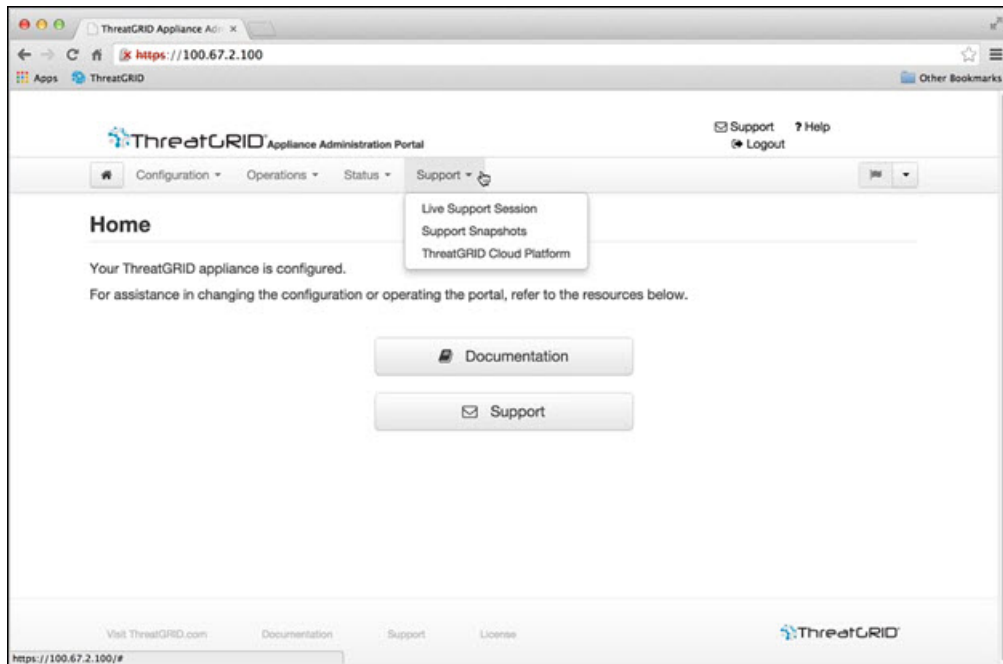 ThreatGRID Appliance Adm
https://100.67.2.100
Apps ThreatGRID Other Bookmarks
ThreatGRID Appliance Administration Portal
Support ? Help
Logout
Configuration Operations Status Support
Live Support Session
Support Snapshots
ThreatGRID Cloud Platform
Home
Your ThreatGRID appliance is configured.
For assistance in changing the configuration or operating the portal, refer to the resources below.
Documentation
Support
Visit ThreatGRID.com Documentation Support License
ThreatGRID
https://100.67.2.100/#